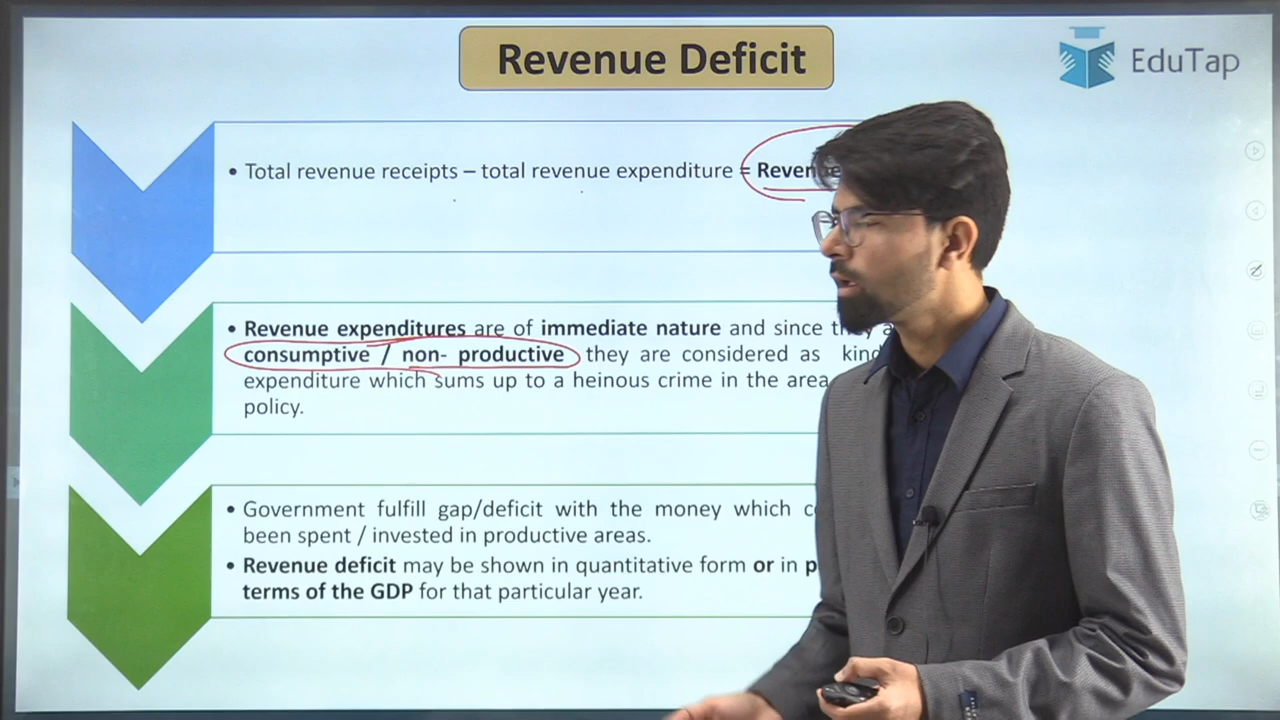 Revenue Deficit
EduTap
• Total revenue receipts – total revenue expenditure = Revenue
• Revenue expenditures are of immediate nature and since they
consumptive / non- productive they are considered as
expenditure which sums up to a heinous crime in the area
policy.
• Government fulfill gap/deficit with the money which
been spent / invested in productive areas.
• Revenue deficit may be shown in quantitative form or in
terms of the GDP for that particular year.